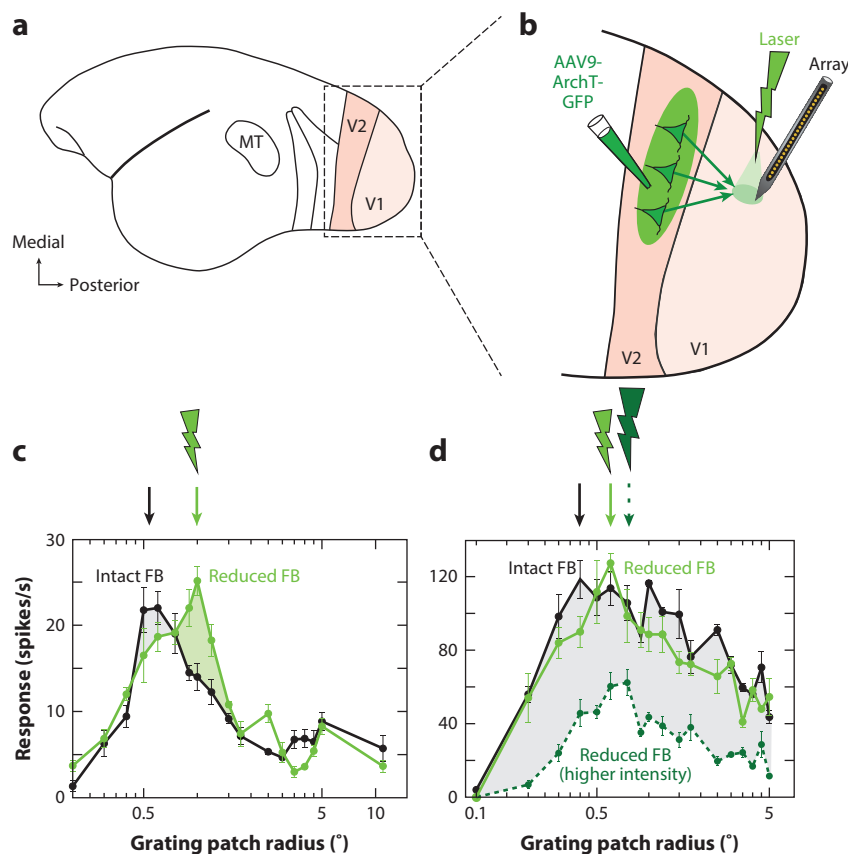 a
V2
MT
V1
Medial
Posterior
b
AAV9-
ArchT-
GFP
Laser
Array
V2
V1
c
30
20
10
0
Response (spikes/s)
Intact FB
Reduced FB
0.5
5
10
Grating patch radius (°)
d
120
80
40
0
Intact FB
Reduced FB
Reduced FB
(higher intensity)
0.1
0.5
5
Grating patch radius (°)